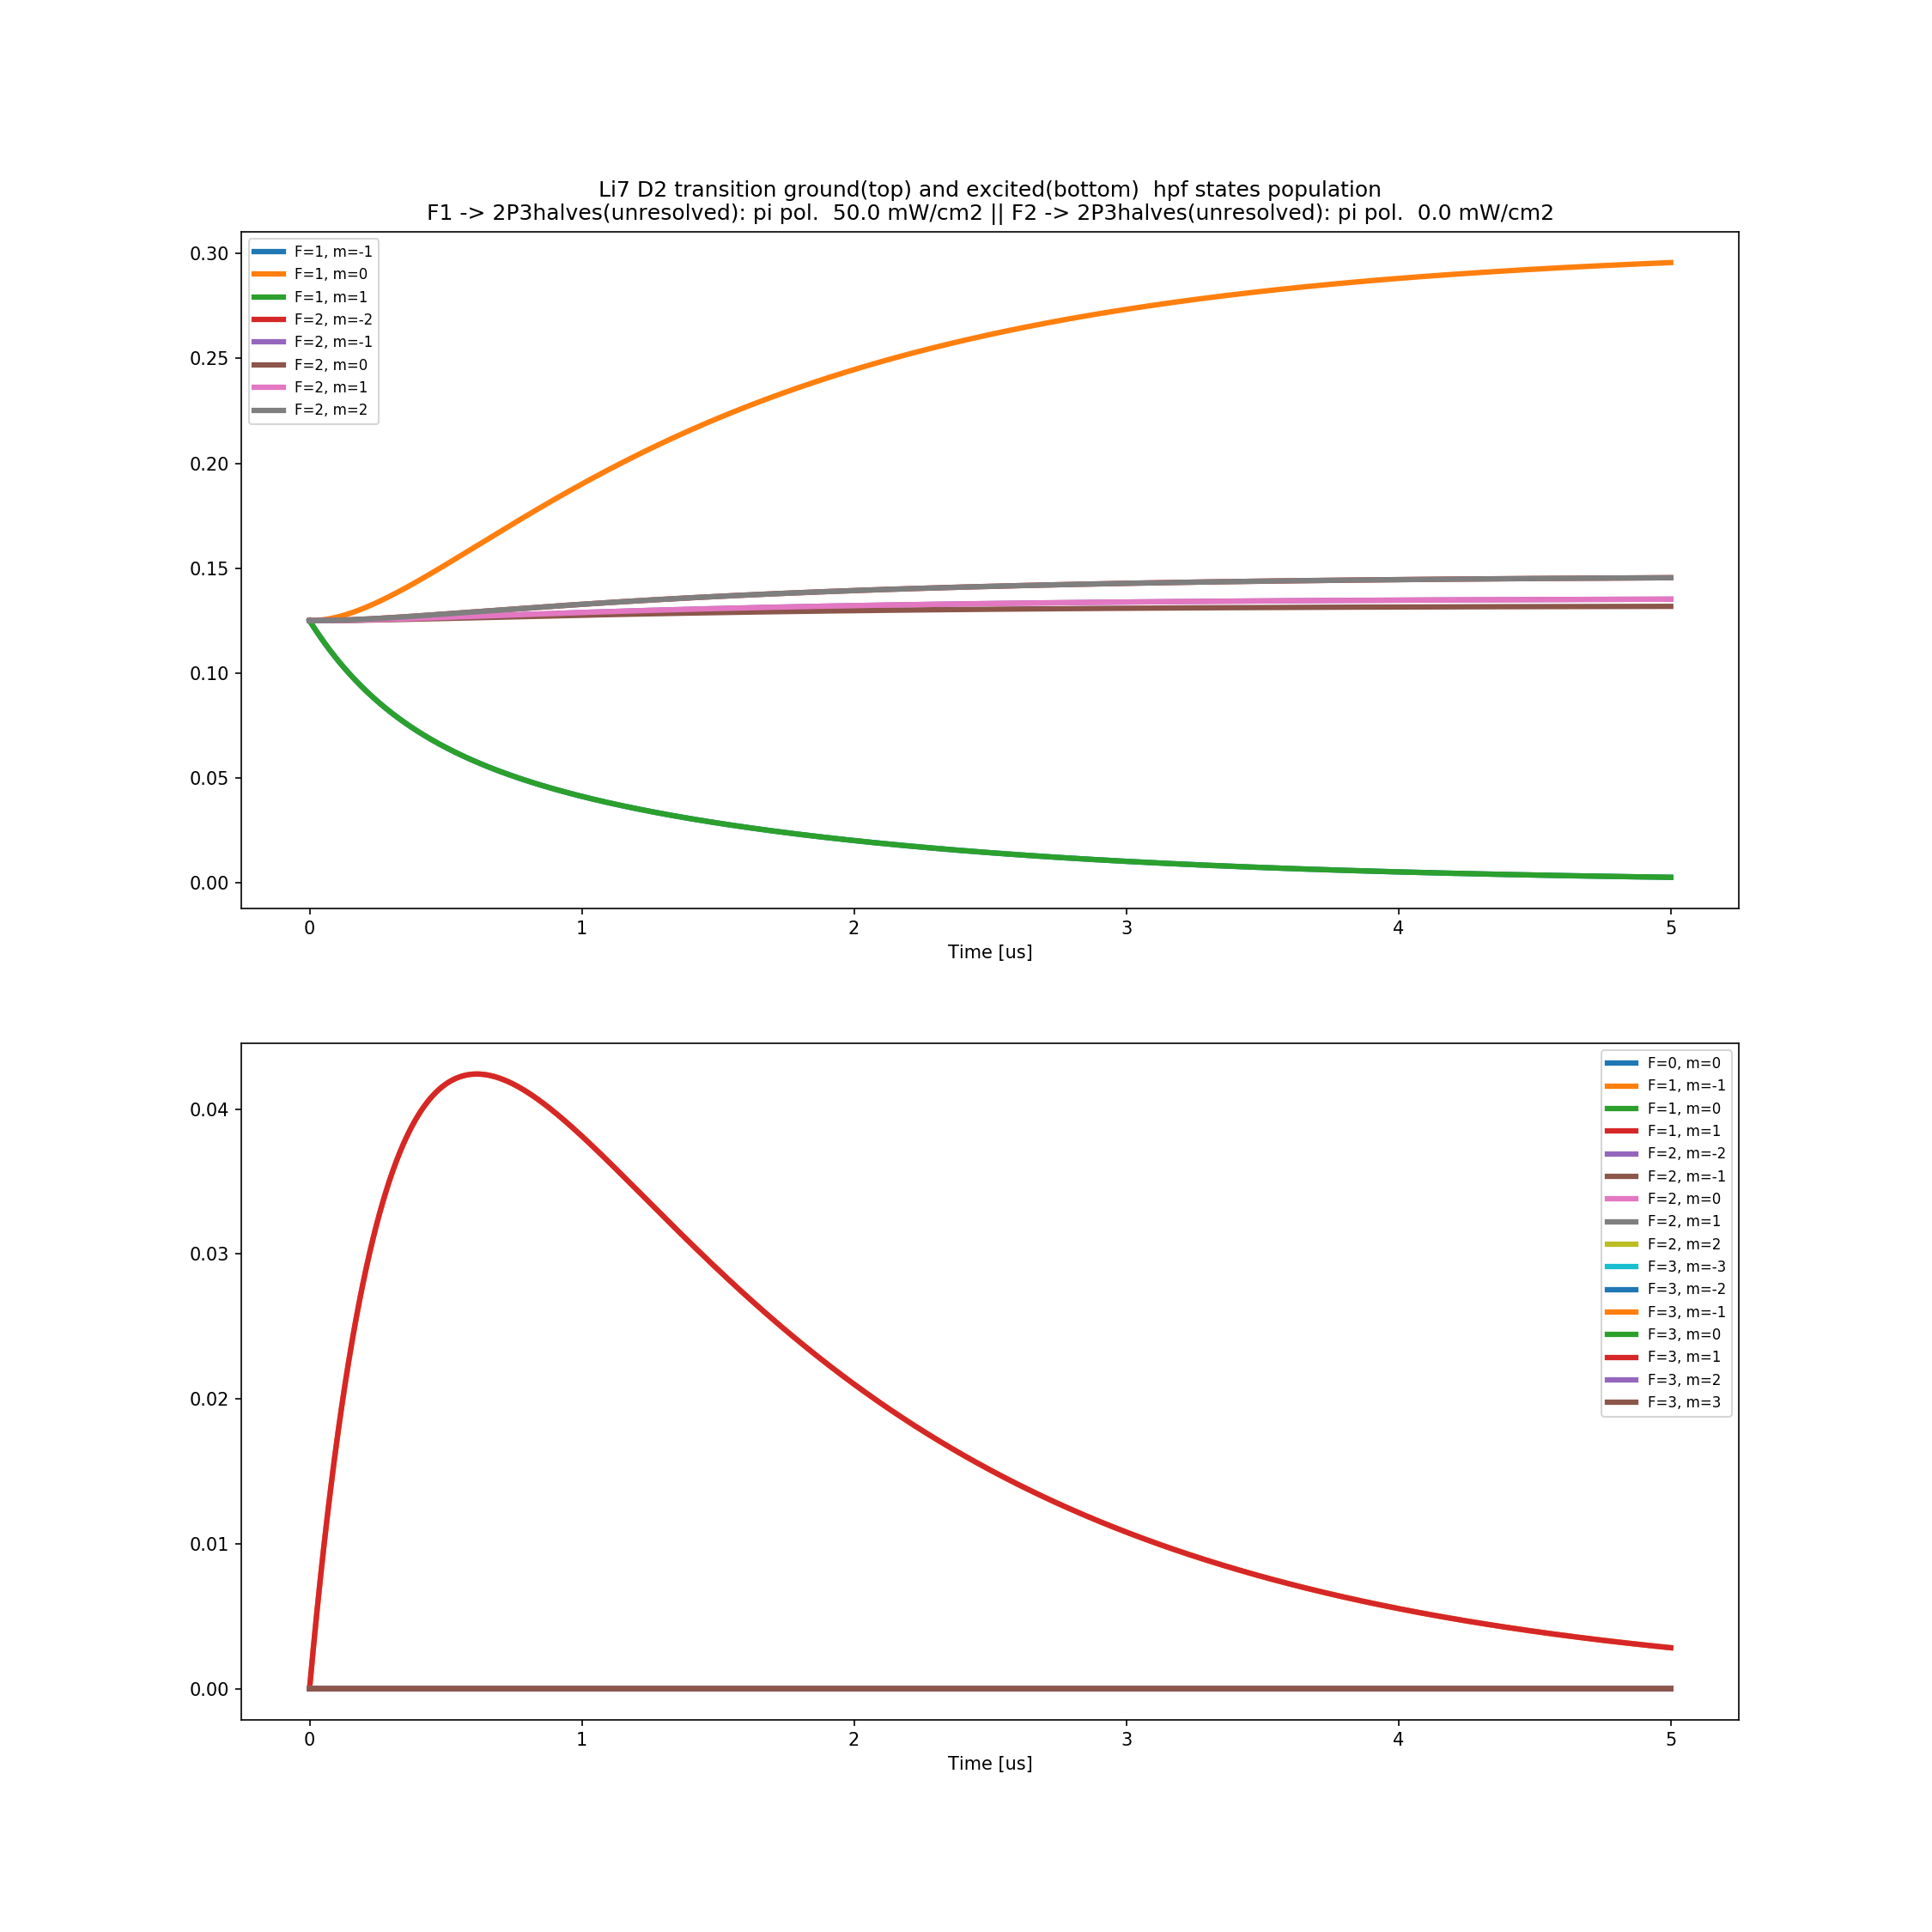 Li7 D2 transition ground(top) and excited(bottom)  hpf states population
F1 -> 2P3halves(unresolved): pi pol.  50.0 mW/cm2 || F2 -> 2P3halves(unresolved): pi pol.  0.0 mW/cm2
F=1, m=-1
F=1, m=0
F=1, m=1
F=2, m=-2
F=2, m=-1
F=2, m=0
F=2, m=1
F=2, m=2
0.30
0.25
0.20
0.15
0.10
0.05
0.00
0 1 2 3 4 5
Time [us]
F=0, m=0
F=1, m=-1
F=1, m=0
F=1, m=1
F=2, m=-2
F=2, m=-1
F=2, m=0
F=2, m=1
F=2, m=2
F=3, m=-3
F=3, m=-2
F=3, m=-1
F=3, m=0
F=3, m=1
F=3, m=2
F=3, m=3
0.04
0.03
0.02
0.01
0.00
0 1 2 3 4 5
Time [us]